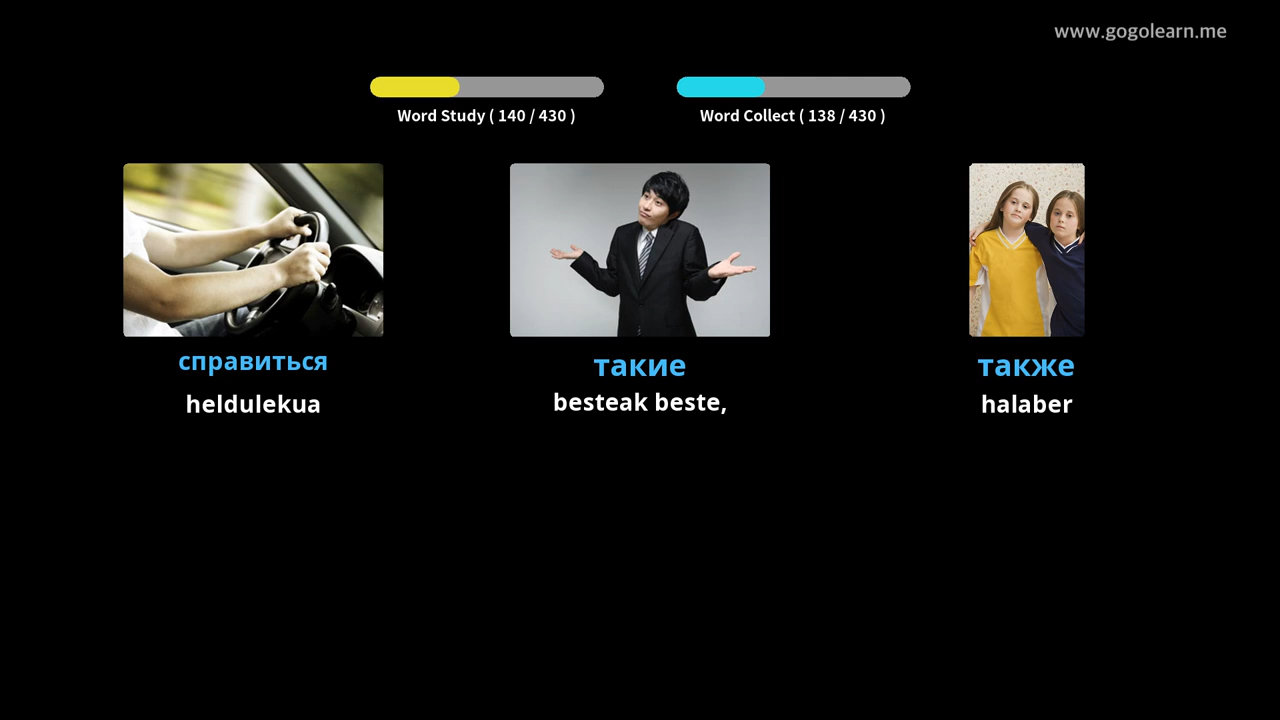 www.gogolearn.me
Word Study ( 140 / 430 )
Word Collect ( 138 / 430 )
справиться
такие
также
heldulekua
besteak beste,
halaber